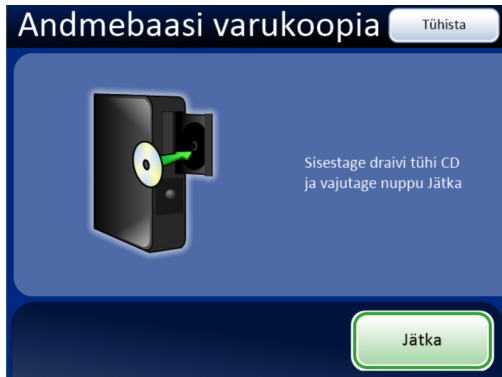 Andmebaasi varukoopia
Tühista
Sisestage draivi tühi CD
ja vajutage nuppu Jätka
Jätka